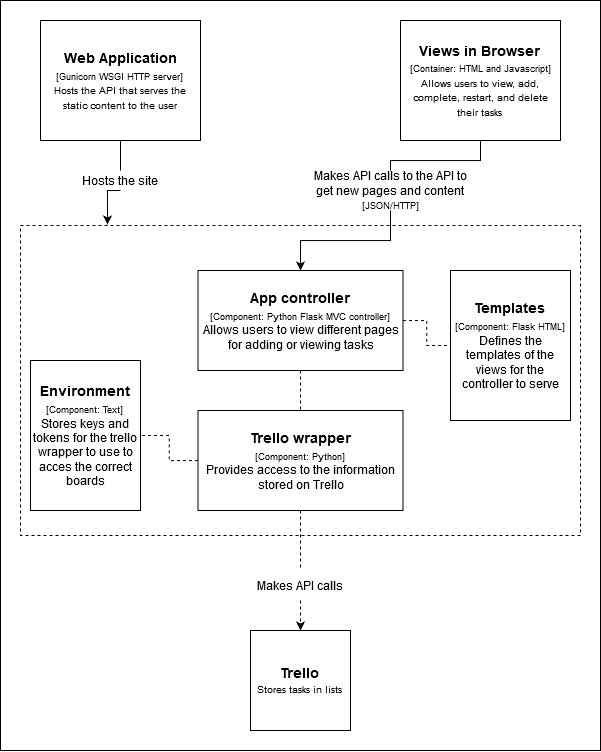 Web Application
[Gunicorn WSGI HTTP server]
Hosts the API that serves the
static content to the user
Views in Browser
[Container: HTML and Javascript]
Allows users to view, add,
complete, restart, and delete
their tasks
Hosts the site
Makes API calls to the API to
get new pages and content
[JSON/HTTP]
App controller
[Component: Python Flask MVC controller]
Allows users to view different pages
for adding or viewing tasks
Templates
[Component: Flask HTML]
Defines the
templates of the
views for the
controller to serve
Environment
[Component: Text]
Stores keys and
tokens for the trello
wrapper to use to
acces the correct
boards
Trello wrapper
[Component: Python]
Provides access to the information
stored on Trello
Makes API calls
Trello
Stores tasks in lists